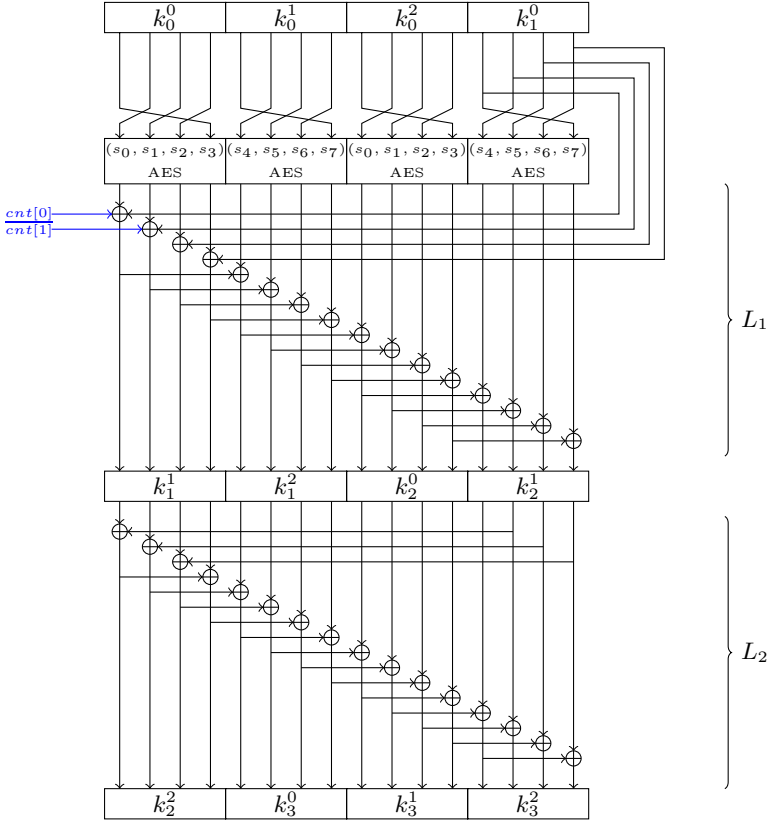 k_0^0 k_0^1 k_0^2 k_1^0
(s_0, s_1, s_2, s_3) (s_4, s_5, s_6, s_7) (s_0, s_1, s_2, s_3) (s_4, s_5, s_6, s_7)
AES AES AES AES
cnt[0]
\overline{cnt[1]}
L_1
k_1^1 k_1^2 k_2^0 k_2^1
L_2
k_2^2 k_3^0 k_3^1 k_3^2